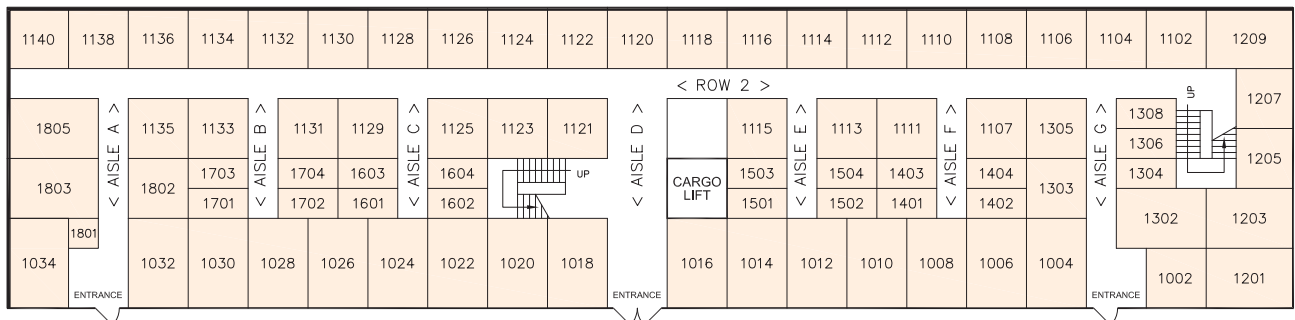 1140 1138 1136 1134 1132 1130 1128 1126 1124 1122 1120 1118 1116 1114 1112 1110 1108 1106 1104 1102 1209
< ROW 2 >
UP
1207
1805
< AISLE A >
1135 1133
< AISLE B >
1131 1129
< AISLE C >
1125 1123 1121
< AISLE D >
1115
< AISLE E >
1113 1111
< AISLE F >
1107 1305
< AISLE G >
1308
1306
1205
1803 1802 1703 1704 1603 1604
UP
CARGO
LIFT
1503 1504 1403 1404 1303 1304
1701 1702 1601 1602 1501 1502 1401 1402
1302 1203
1801
1034 1032 1030 1028 1026 1024 1022 1020 1018 1016 1014 1012 1010 1008 1006 1004 1002 1201
ENTRANCE ENTRANCE ENTRANCE